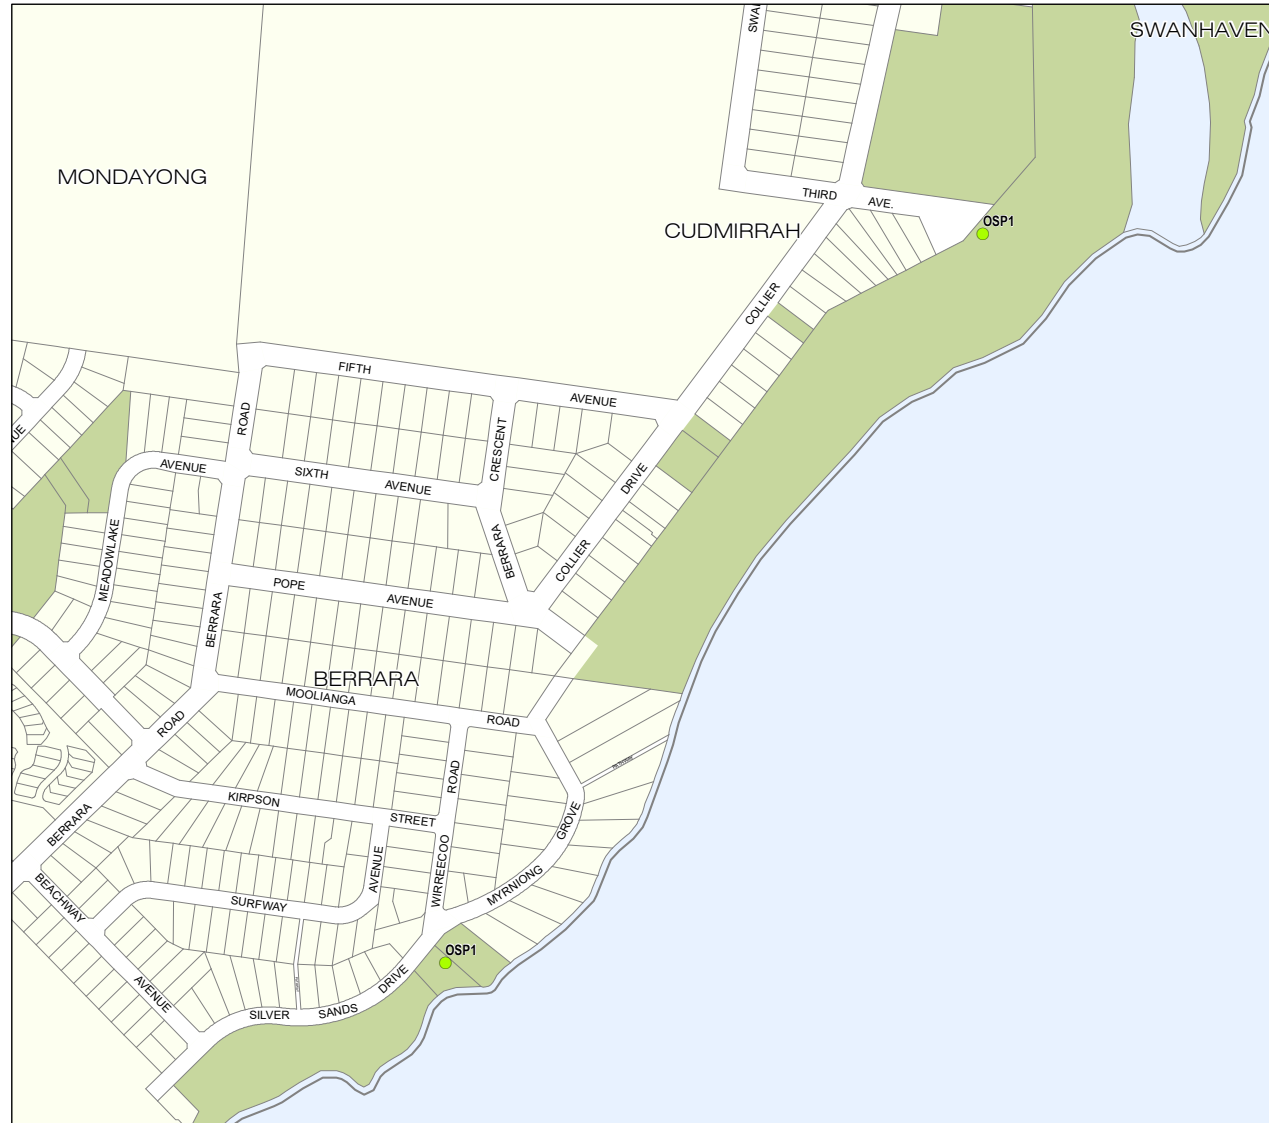 SWANHAVEN
MONDAYONG
THIRD
AVE.
OSP1
CUDMIRRAH
COLLIER
FIFTH
AVENUE
ROAD
CRESCENT
AVENUE
SIXTH
AVENUE
DRIVE
MEADOWLAKE
BERRARA
COLLIER
POPE
AVENUE
BERRARA
BERRARA
MOOLIANGA
ROAD
ROAD
ROAD
KIRPSON
STREET
GROVE
BERRARA
AVENUE
WIRREECOO
MYRNIONG
BEACHWAY
SURFWAY
OSP1
AVENUE
DRIVE
SILVER
SANDS